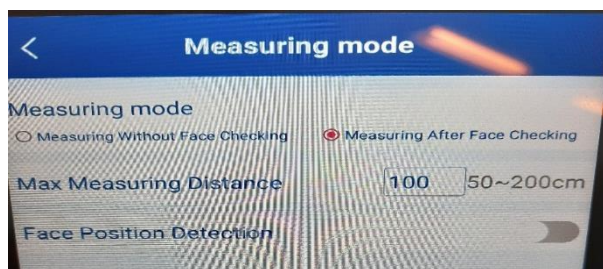 Measuring mode
Measuring mode
Measuring Without Face Checking Measuring After Face Checking
Max Measuring Distance 100 50~200cm
Face Position Detection